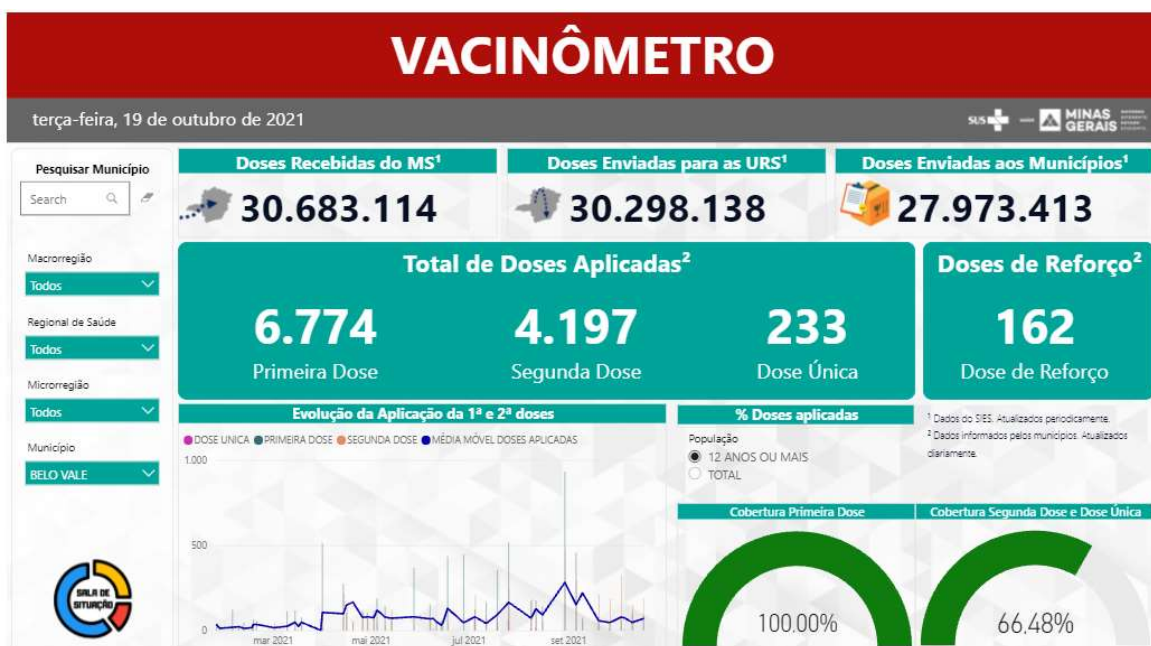 VACINÔMETRO
terça-feira, 19 de outubro de 2021
SUS
MINAS GERAIS
Pesquisar Município
Search
Macrorregião
Todos
Regional de Saúde
Todos
Microrregião
Todos
Município
BELO VALE
SALA DE SITUAÇÃO
Doses Recebidas do MS¹
30.683.114
Doses Enviadas para as URS¹
30.298.138
Doses Enviadas aos Municípios¹
27.973.413
Total de Doses Aplicadas²
6.774
Primeira Dose
4.197
Segunda Dose
233
Dose Única
Doses de Reforço²
162
Dose de Reforço
Evolução da Aplicação da 1ª e 2ª doses
DOSE UNICA PRIMEIRA DOSE SEGUNDA DOSE MÉDIA MÓVEL DOSES APLICADAS
1.000
500
0
mar 2021 mai 2021 jul 2021 set 2021
% Doses aplicadas
População
12 ANOS OU MAIS
TOTAL
¹ Dados do SIES. Atualizados periodicamente.
² Dados informados pelos municípios. Atualizados
diariamente.
Cobertura Primeira Dose
100,00%
Cobertura Segunda Dose e Dose Única
66,48%